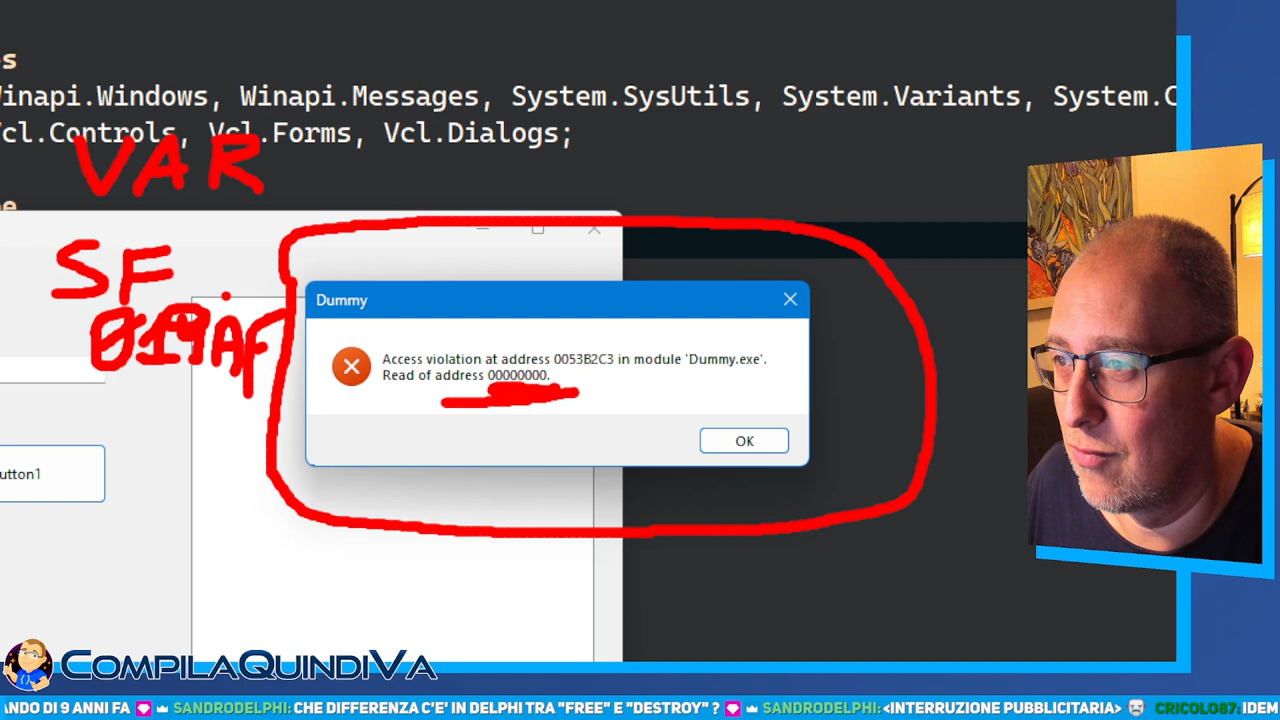 s
Winapi.Windows, Winapi.Messages, System.SysUtils, System.Variants, System.C
Vcl.Controls, Vcl.Forms, Vcl.Dialogs;
VAR
SF
019AF
Dummy
Access violation at address 0053B2C3 in module 'Dummy.exe'.
Read of address 00000000.
OK
utton1
COMPILAQUINDIVA
ANDO DI 9 ANNI FA SANDRODELPHI: CHE DIFFERENZA C'E' IN DELPHI TRA "FREE" E "DESTROY" ? SANDRODELPHI: <INTERRUZIONE PUBBLICITARIA> CRICOLO87: IDEM